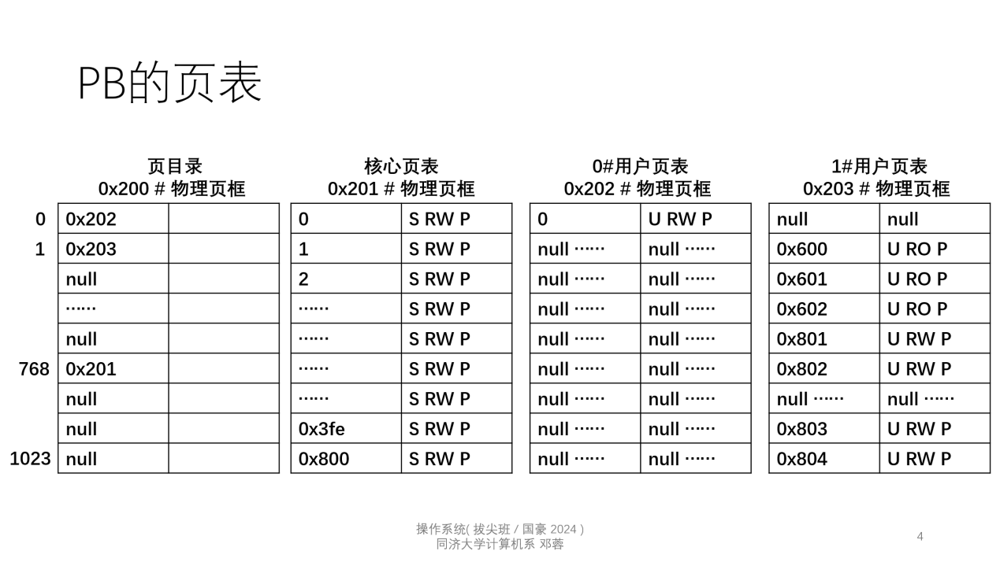 PB的页表
页目录
0x200 # 物理页框
0 0x202
1 0x203
null
……
null
768 0x201
null
null
1023 null
核心页表
0x201 # 物理页框
0 S RW P
1 S RW P
2 S RW P
…… S RW P
…… S RW P
…… S RW P
…… S RW P
0x3fe S RW P
0x800 S RW P
0#用户页表
0x202 # 物理页框
0 U RW P
null …… null ……
null …… null ……
null …… null ……
null …… null ……
null …… null ……
null …… null ……
null …… null ……
null …… null ……
1#用户页表
0x203 # 物理页框
null null
0x600 U RO P
0x601 U RO P
0x602 U RO P
0x801 U RW P
0x802 U RW P
null …… null ……
0x803 U RW P
0x804 U RW P
操作系统( 拔尖班 / 国豪 2024 )
同济大学计算机系 邓蓉
4